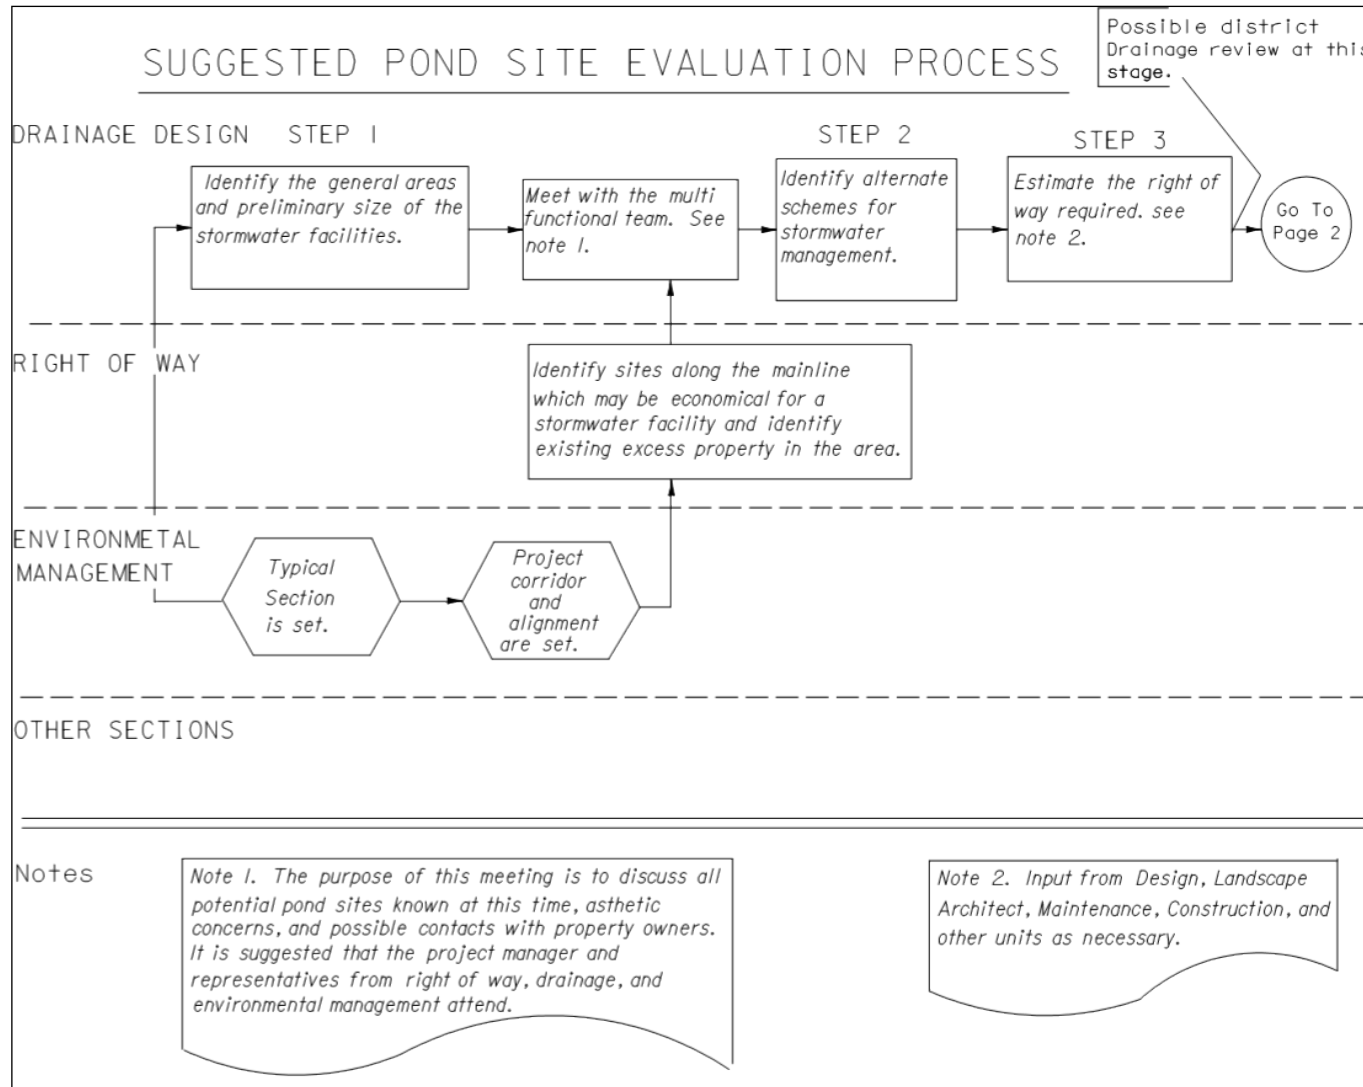 Possible district
Drainage review at this
stage.
SUGGESTED POND SITE EVALUATION PROCESS
DRAINAGE DESIGN
STEP 1
STEP 2
STEP 3
Identify the general areas
and preliminary size of the
stormwater facilities.
Meet with the multi
functional team. See
note 1.
Identify alternate
schemes for
stormwater
management.
Estimate the right of
way required. see
note 2.
Go To
Page 2
RIGHT OF WAY
Identify sites along the mainline
which may be economical for a
stormwater facility and identify
existing excess property in the area.
ENVIRONMETAL
MANAGEMENT
Typical
Section
is set.
Project
corridor
and
alignment
are set.
OTHER SECTIONS
Notes
Note 1. The purpose of this meeting is to discuss all
potential pond sites known at this time, asthetic
concerns, and possible contacts with property owners.
It is suggested that the project manager and
representatives from right of way, drainage, and
environmental management attend.
Note 2. Input from Design, Landscape
Architect, Maintenance, Construction, and
other units as necessary.